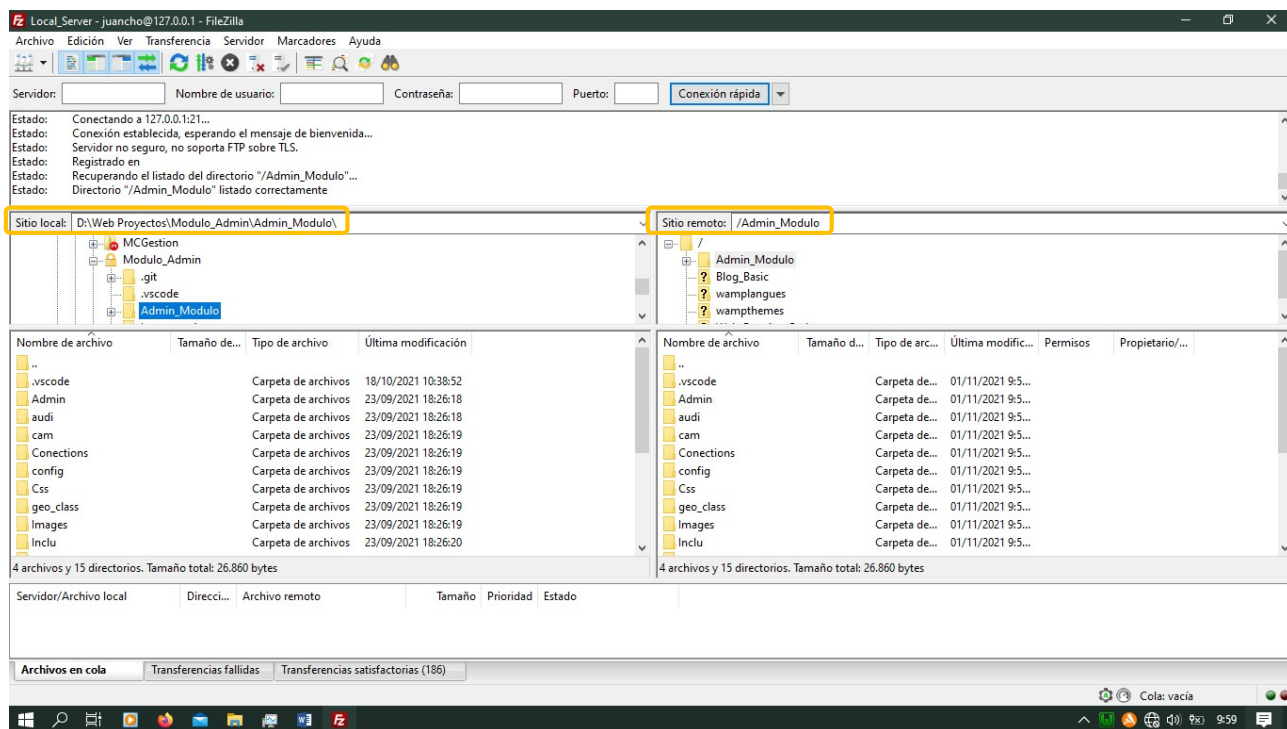 Local_Server - juancho@127.0.0.1 - FileZilla
Archivo Edición Ver Transferencia Servidor Marcadores Ayuda
Servidor: Nombre de usuario: Contraseña: Puerto: Conexión rápida
Estado: Conectando a 127.0.0.1:21...
Estado: Conexión establecida, esperando el mensaje de bienvenida...
Estado: Servidor no seguro, no soporta FTP sobre TLS.
Estado: Registrado en
Estado: Recuperando el listado del directorio "/Admin_Modulo"...
Estado: Directorio "/Admin_Modulo" listado correctamente
Sitio local: D:\Web Proyectos\Modulo_Admin\Admin_Modulo\
MCGestion
Modulo_Admin
.git
.vscode
Admin_Modulo
Sitio remoto: /Admin_Modulo
/
Admin_Modulo
? Blog_Basic
? wamplangues
? wampthemes
Nombre de archivo Tamaño de... Tipo de archivo Última modificación
..
.vscode Carpeta de archivos 18/10/2021 10:38:52
Admin Carpeta de archivos 23/09/2021 18:26:18
audi Carpeta de archivos 23/09/2021 18:26:18
cam Carpeta de archivos 23/09/2021 18:26:19
Conections Carpeta de archivos 23/09/2021 18:26:19
config Carpeta de archivos 23/09/2021 18:26:19
Css Carpeta de archivos 23/09/2021 18:26:19
geo_class Carpeta de archivos 23/09/2021 18:26:19
Images Carpeta de archivos 23/09/2021 18:26:19
Inclu Carpeta de archivos 23/09/2021 18:26:20
4 archivos y 15 directorios. Tamaño total: 26.860 bytes
Nombre de archivo Tamaño d... Tipo de arc... Última modific... Permisos Propietario/...
..
.vscode Carpeta de... 01/11/2021 9:5...
Admin Carpeta de... 01/11/2021 9:5...
audi Carpeta de... 01/11/2021 9:5...
cam Carpeta de... 01/11/2021 9:5...
Conections Carpeta de... 01/11/2021 9:5...
config Carpeta de... 01/11/2021 9:5...
Css Carpeta de... 01/11/2021 9:5...
geo_class Carpeta de... 01/11/2021 9:5...
Images Carpeta de... 01/11/2021 9:5...
Inclu Carpeta de... 01/11/2021 9:5...
4 archivos y 15 directorios. Tamaño total: 26.860 bytes
Servidor/Archivo local Direcci... Archivo remoto Tamaño Prioridad Estado
Archivos en cola Transferencias fallidas Transferencias satisfactorias (186)
Cola: vacía
9:59